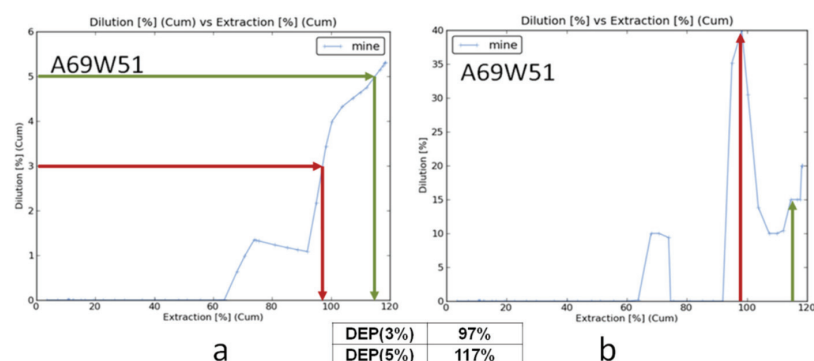 Dilution [%] (Cum) vs Extraction [%] (Cum)
6
5
4
3
2
1
0
Dilution [%] (Cum)
A69W51
mine
0 20 40 60 80 100 120
Extraction [%] (Cum)
a
Dilution [%] vs Extraction [%] (Cum)
40
35
30
25
20
15
10
5
0
Dilution [%]
A69W51
mine
0 20 40 60 80 100 120
Extraction [%] (Cum)
b
DEP(3%) 97%
DEP(5%) 117%